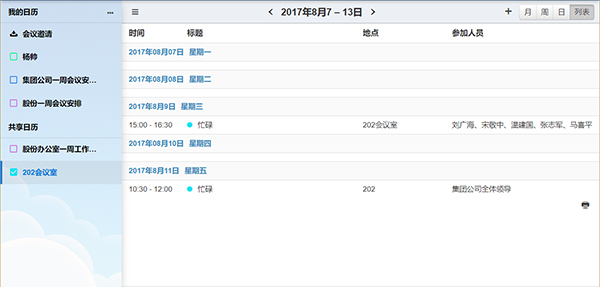 我的日历 ···
会议邀请
杨帅
集团公司一周会议安...
股份一周会议安排
共享日历
股份办公室一周工作...
202会议室
2017年8月7 – 13日
月 周 日 列表
时间 标题 地点 参加人员
2017年08月07日 星期一
2017年08月08日 星期二
2017年8月9日 星期三
15:00 - 16:30 忙碌 202会议室 刘广海、宋敬中、温建国、张志军、马喜平
2017年08月10日 星期四
2017年8月11日 星期五
10:30 - 12:00 忙碌 202 集团公司全体领导